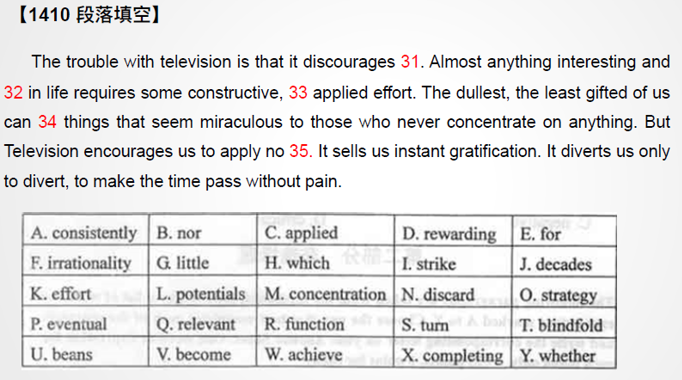 【1410 段落填空】
The trouble with television is that it discourages 31. Almost anything interesting and
32 in life requires some constructive, 33 applied effort. The dullest, the least gifted of us
can 34 things that seem miraculous to those who never concentrate on anything. But
Television encourages us to apply no 35. It sells us instant gratification. It diverts us only
to divert, to make the time pass without pain.
A. consistently B. nor C. applied D. rewarding E. for
F. irrationality G. little H. which I. strike J. decades
K. effort L. potentials M. concentration N. discard O. strategy
P. eventual Q. relevant R. function S. turn T. blindfold
U. beans V. become W. achieve X. completing Y. whether